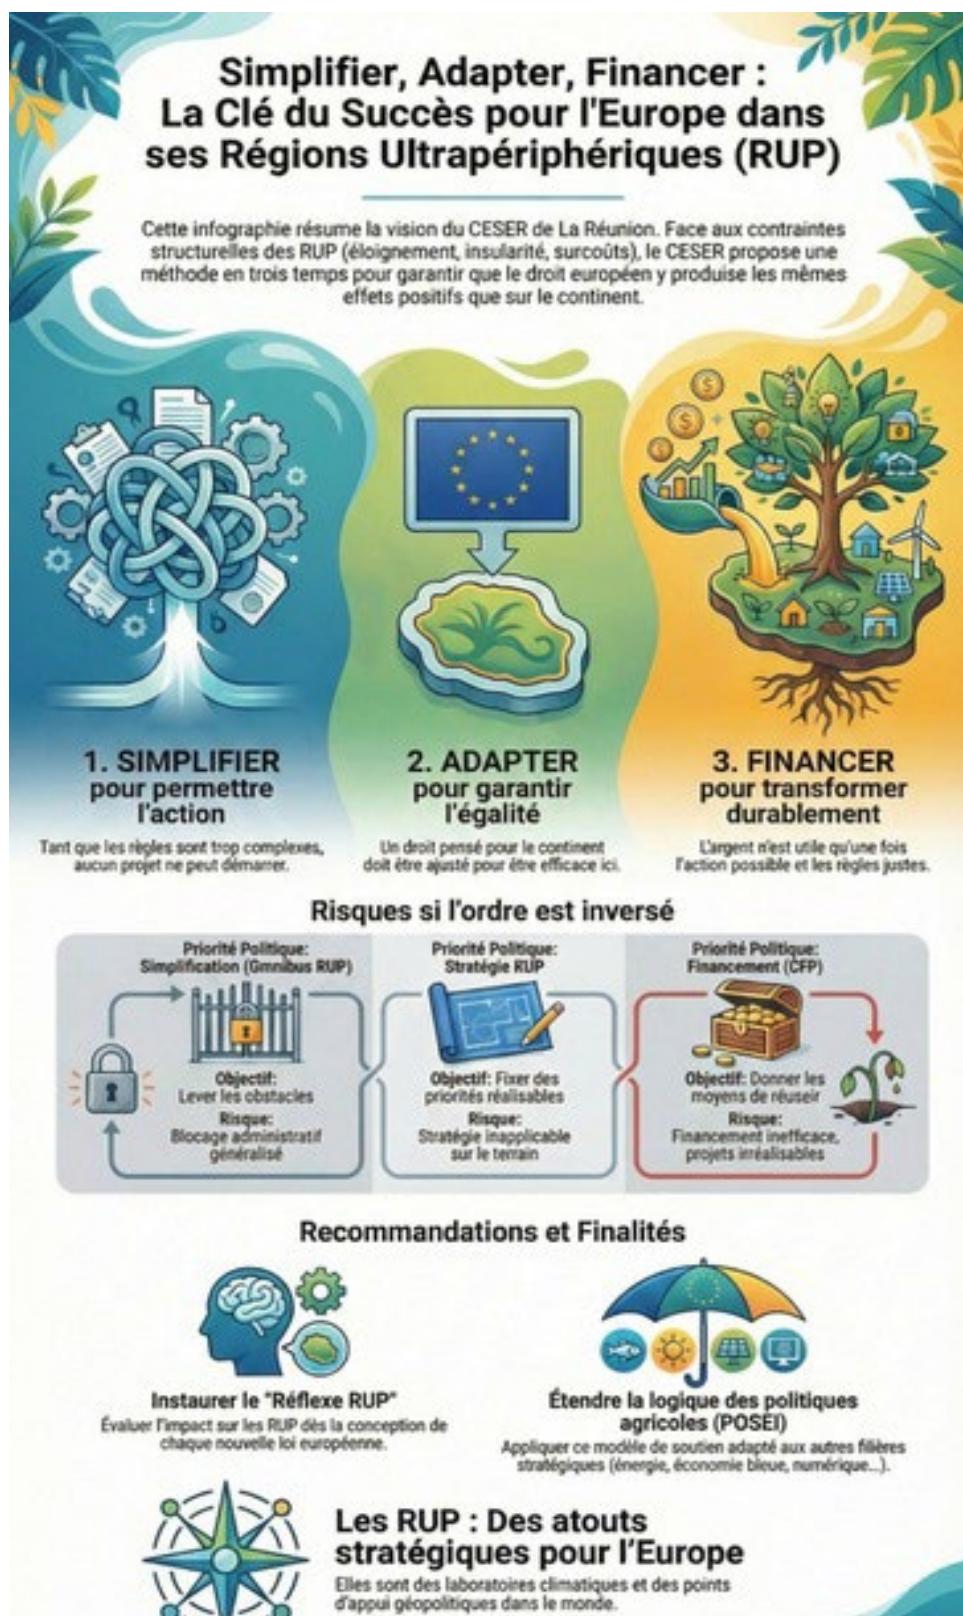 Simplifier, Adapter, Financer :
La Clé du Succès pour l'Europe dans
ses Régions Ultrapériphériques (RUP)
Cette infographie résume la vision du CESER de La Réunion. Face aux contraintes
structurelles des RUP (éloignement, insularité, surcoûts), le CESER propose une
méthode en trois temps pour garantir que le droit européen y produise les mêmes
effets positifs que sur le continent.
1. SIMPLIFIER
pour permettre
l'action
Tant que les règles sont trop complexes,
aucun projet ne peut démarrer.
2. ADAPTER
pour garantir
l'égalité
Un droit pensé pour le continent
doit être ajusté pour être efficace ici.
3. FINANCER
pour transformer
durablement
L'argent n'est utile qu'une fois
l'action possible et les règles justes.
Risques si l'ordre est inversé
Priorité Politique:
Simplification (Gmnibus RUP)
Objectif:
Lever les obstacles
Risque:
Blocage administratif
généralisé
Priorité Politique:
Stratégie RUP
Objectif: Fixer des
priorités réalisables
Risque:
Stratégie inapplicable
sur le terrain
Priorité Politique:
Financement (CFP)
Objectif: Donner les
moyens de réuseir
Risque:
Financement inefficace,
projets irréalisables
Recommandations et Finalités
Instaurer le "Réflexe RUP"
Évaluer l'impact sur les RUP dès la conception de
chaque nouvelle loi européenne.
Étendre la logique des politiques
agricoles (POSEI)
Appliquer ce modèle de soutien adapté aux autres filières
stratégiques (énergie, économie bleue, numérique...).
Les RUP : Des atouts
stratégiques pour l'Europe
Elles sont des laboratoires climatiques et des points
d'appui géopolitiques dans le monde.